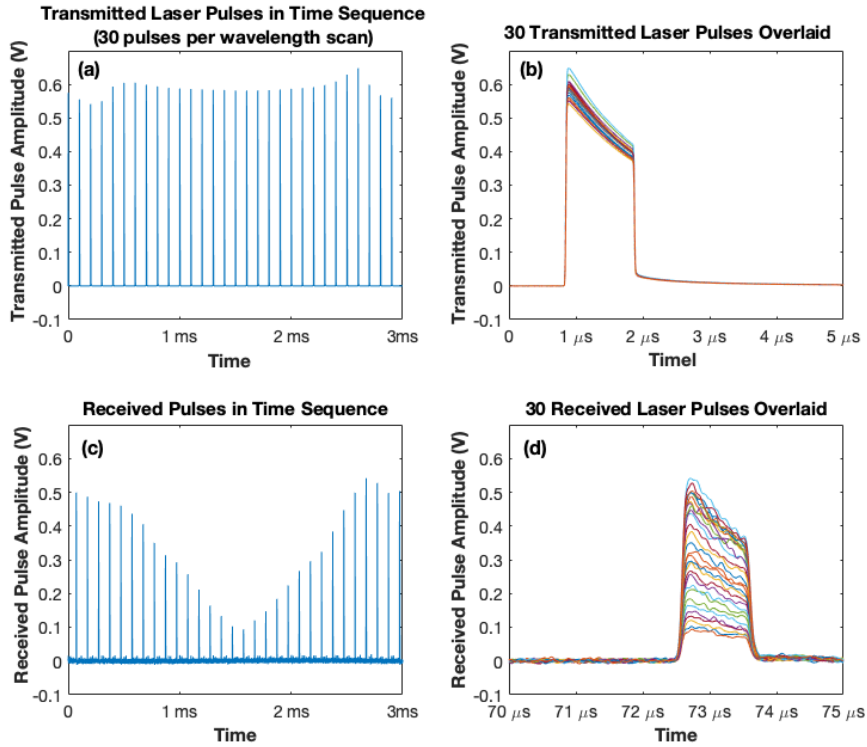 Transmitted Laser Pulses in Time Sequence
(30 pulses per wavelength scan)
(a)
Transmitted Pulse Amplitude (V)
0.6
0.5
0.4
0.3
0.2
0.1
0
-0.1
0 1 ms 2 ms 3ms
Time
30 Transmitted Laser Pulses Overlaid
(b)
Transmitted Pulse Amplitude (V)
0.6
0.5
0.4
0.3
0.2
0.1
0
-0.1
0 1 μs 2 μs 3 μs 4 μs 5 μs
Timel
Received Pulses in Time Sequence
(c)
Received Pulse Amplitude (V)
0.6
0.5
0.4
0.3
0.2
0.1
0
-0.1
0 1 ms 2 ms 3ms
Time
30 Received Laser Pulses Overlaid
(d)
Received Pulse Amplitude (V)
0.6
0.5
0.4
0.3
0.2
0.1
0
-0.1
70 μs 71 μs 72 μs 73 μs 74 μs 75 μs
Time